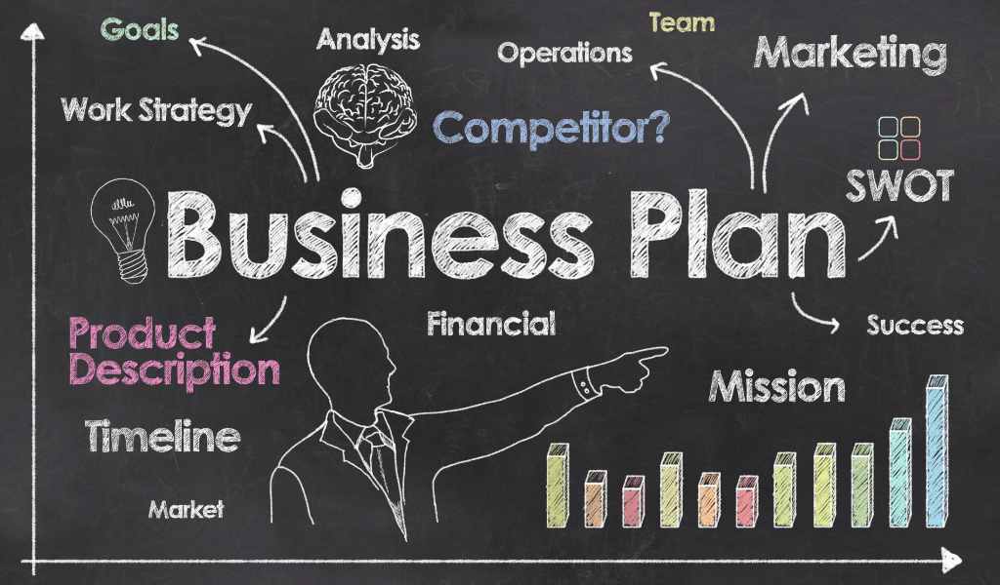 Goals
Analysis
Operations
Team
Marketing
Work Strategy
Competitor?
SWOT
Business Plan
Product
Description
Financial
Success
Mission
Timeline
Market